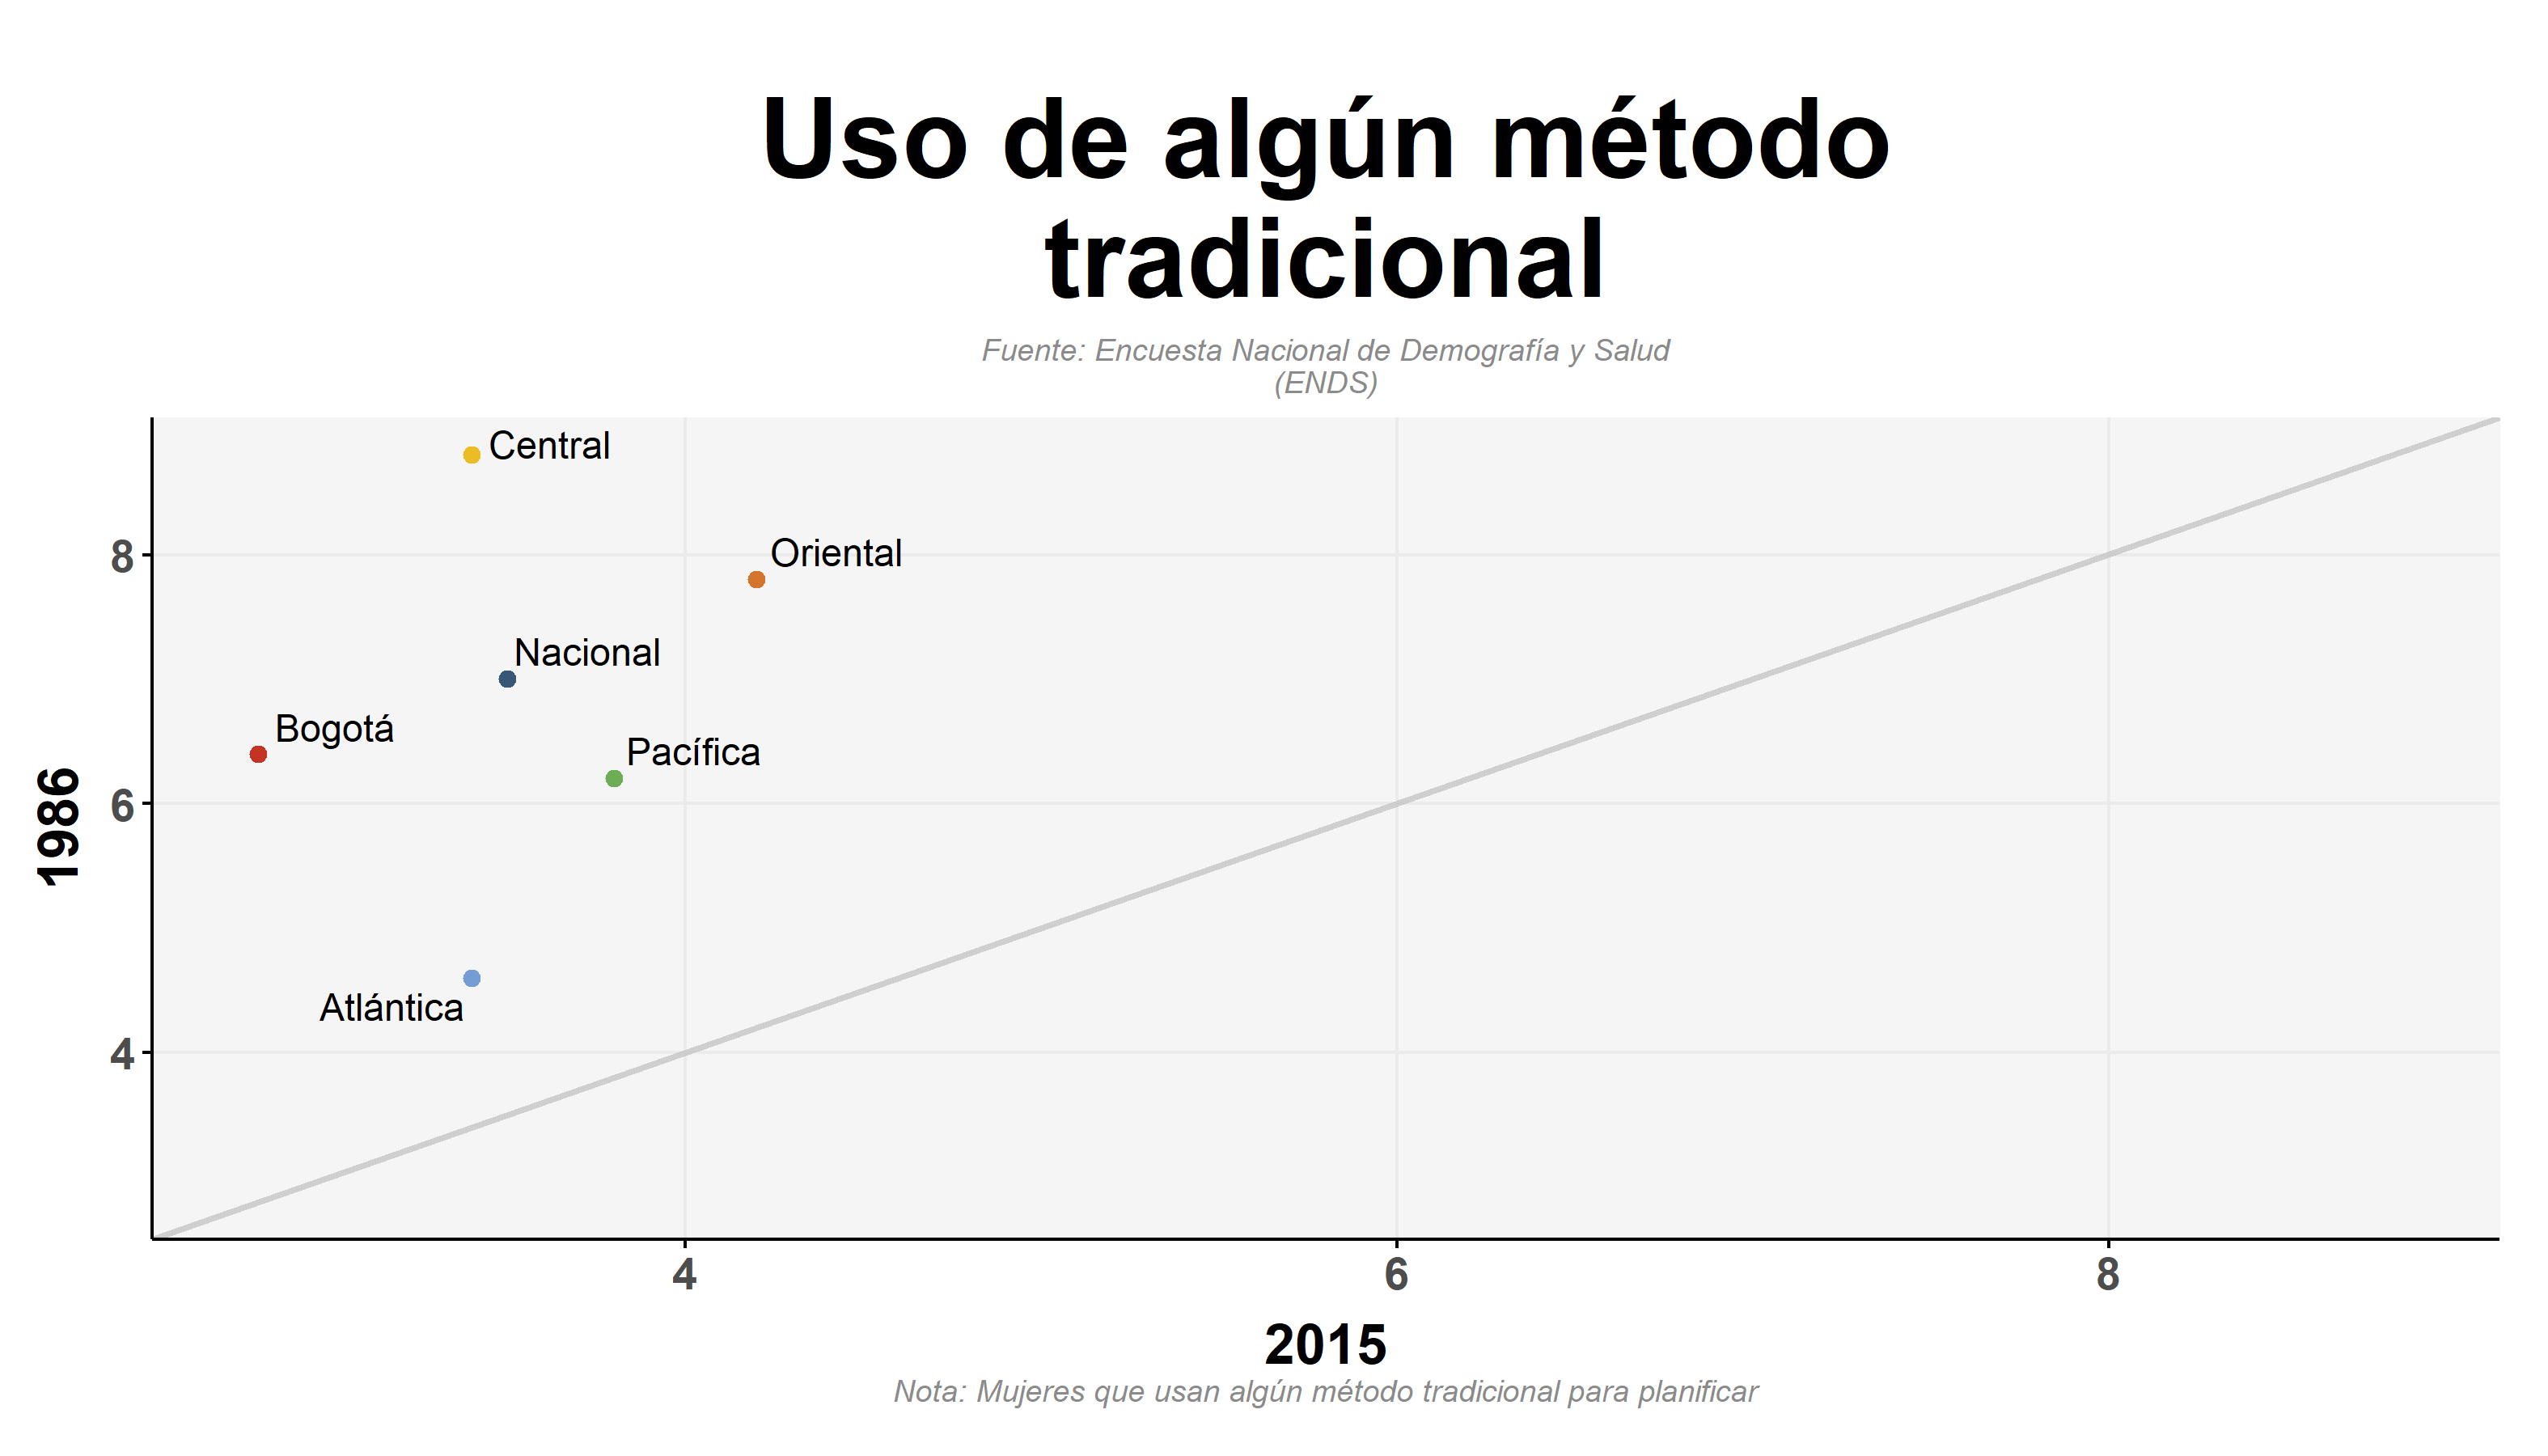 Uso de algún método
tradicional
Fuente: Encuesta Nacional de Demografía y Salud
(ENDS)
Central
8
Oriental
Nacional
Bogotá
Pacífica
6
1986
Atlántica
4
4
6
8
2015
Nota: Mujeres que usan algún método tradicional para planificar